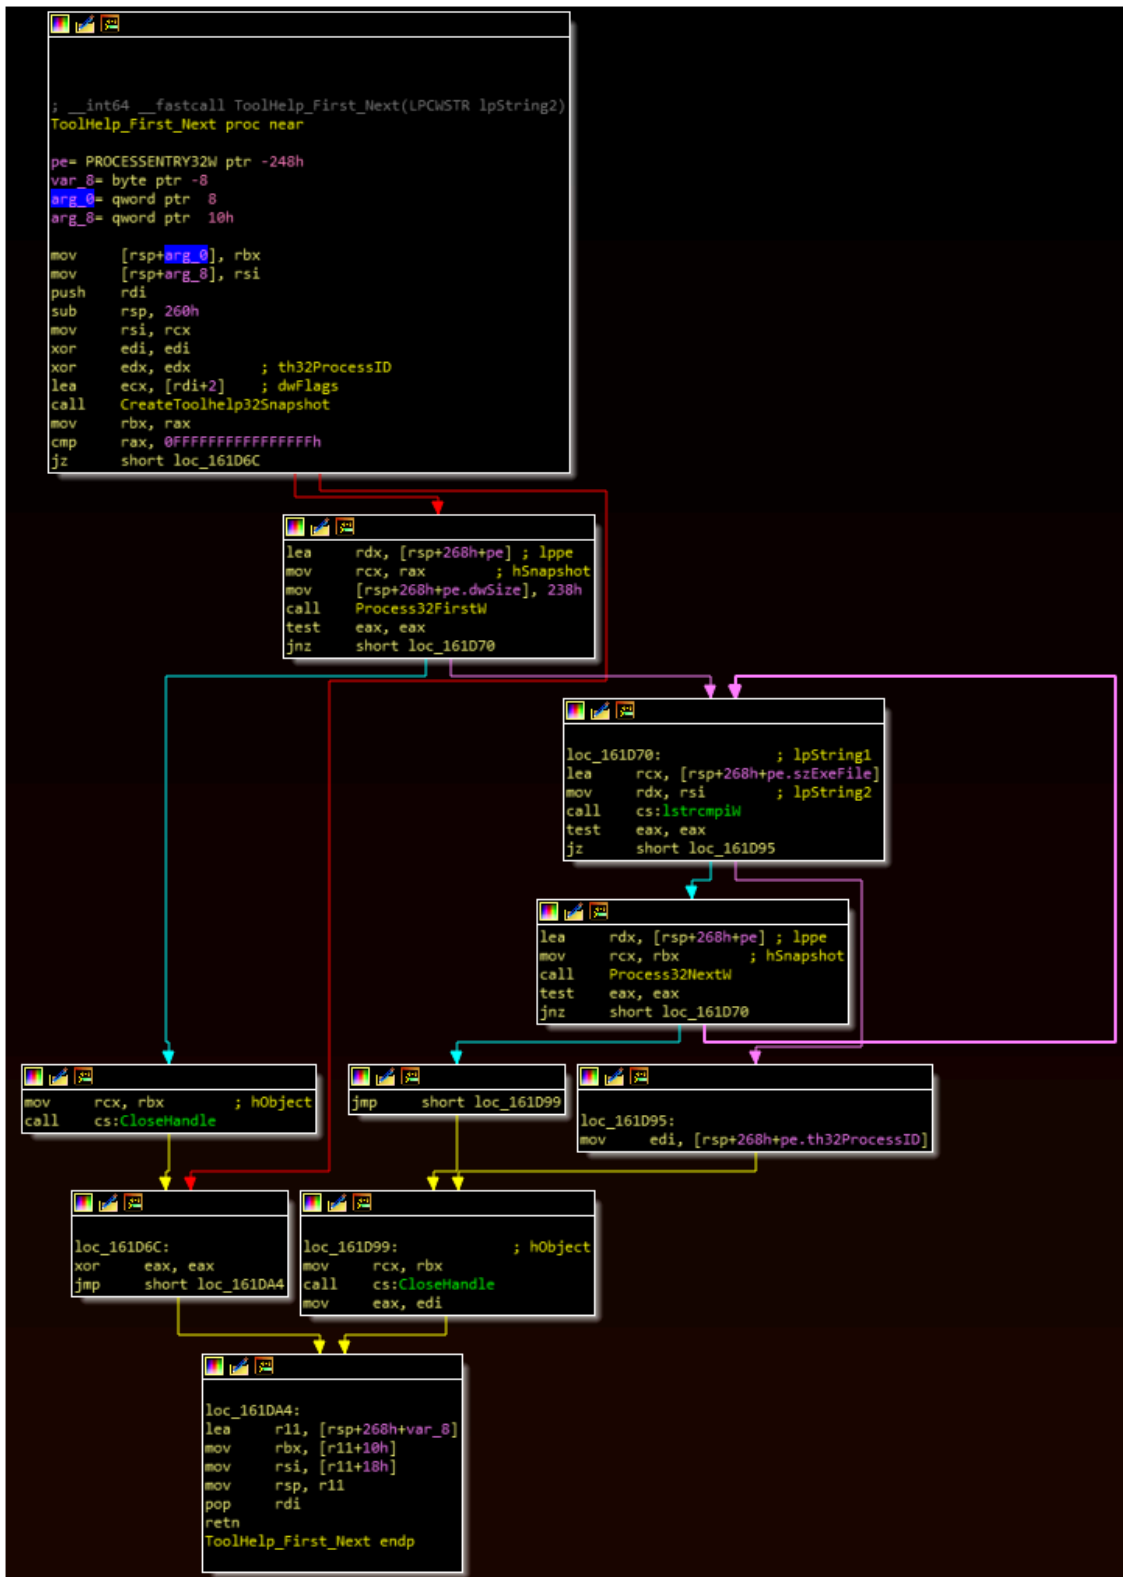 ; __int64 __fastcall ToolHelp_First_Next(LPCWSTR lpString2)
ToolHelp_First_Next proc near
pe= PROCESSENTRY32W ptr -248h
var_8= byte ptr -8
arg_0= qword ptr  8
arg_8= qword ptr  10h
mov     [rsp+arg_0], rbx
mov     [rsp+arg_8], rsi
push    rdi
sub     rsp, 260h
mov     rsi, rcx
xor     edi, edi
xor     edx, edx        ; th32ProcessID
lea     ecx, [rdi+2]    ; dwFlags
call    CreateToolhelp32Snapshot
mov     rbx, rax
cmp     rax, 0FFFFFFFFFFFFFFFFh
jz      short loc_161D6C
lea     rdx, [rsp+268h+pe] ; lppe
mov     rcx, rax        ; hSnapshot
mov     [rsp+268h+pe.dwSize], 238h
call    Process32FirstW
test    eax, eax
jnz     short loc_161D70
loc_161D70:             ; lpString1
lea     rcx, [rsp+268h+pe.szExeFile]
mov     rdx, rsi        ; lpString2
call    cs:lstrcmpiW
test    eax, eax
jz      short loc_161D95
lea     rdx, [rsp+268h+pe] ; lppe
mov     rcx, rbx        ; hSnapshot
call    Process32NextW
test    eax, eax
jnz     short loc_161D70
mov     rcx, rbx        ; hObject
call    cs:CloseHandle
jmp     short loc_161D99
loc_161D95:
mov     edi, [rsp+268h+pe.th32ProcessID]
loc_161D6C:
xor     eax, eax
jmp     short loc_161DA4
loc_161D99:             ; hObject
mov     rcx, rbx
call    cs:CloseHandle
mov     eax, edi
loc_161DA4:
lea     r11, [rsp+268h+var_8]
mov     rbx, [r11+10h]
mov     rsi, [r11+18h]
mov     rsp, r11
pop     rdi
retn
ToolHelp_First_Next endp